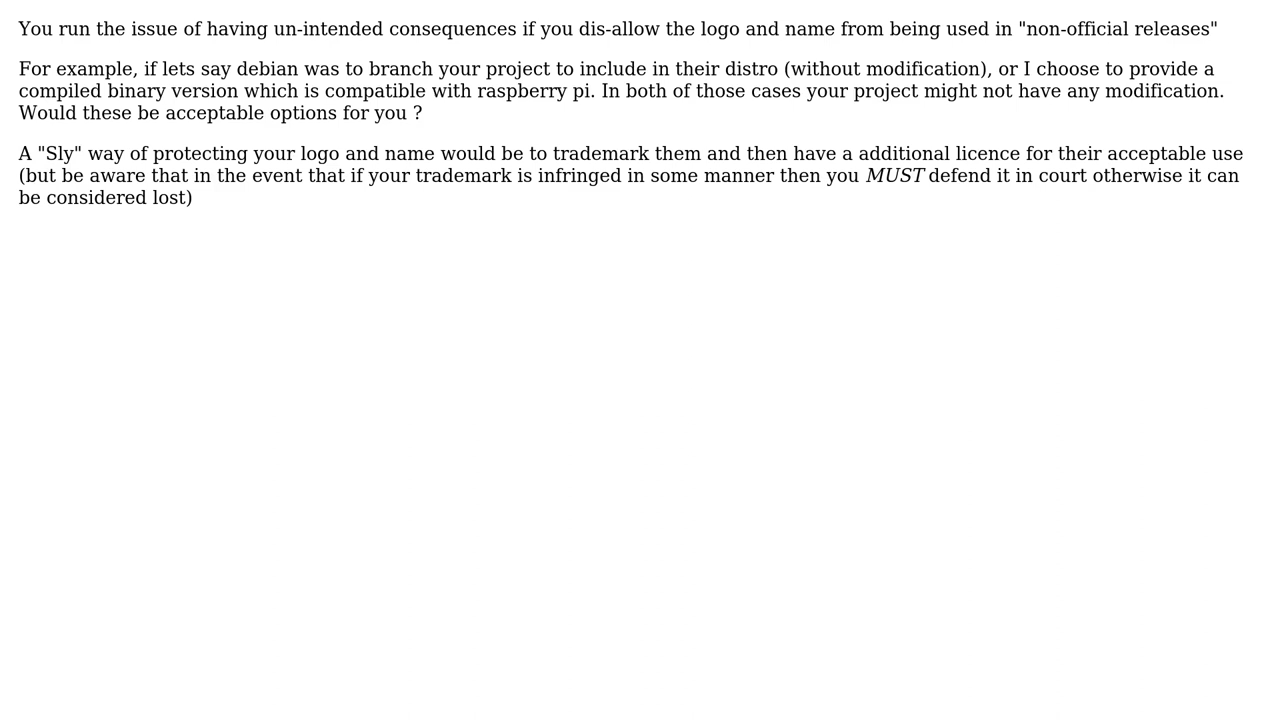 You run the issue of having un-intended consequences if you dis-allow the logo and name from being used in "non-official releases"
For example, if lets say debian was to branch your project to include in their distro (without modification), or I choose to provide a
compiled binary version which is compatible with raspberry pi. In both of those cases your project might not have any modification.
Would these be acceptable options for you ?
A "Sly" way of protecting your logo and name would be to trademark them and then have a additional licence for their acceptable use
(but be aware that in the event that if your trademark is infringed in some manner then you MUST defend it in court otherwise it can
be considered lost)